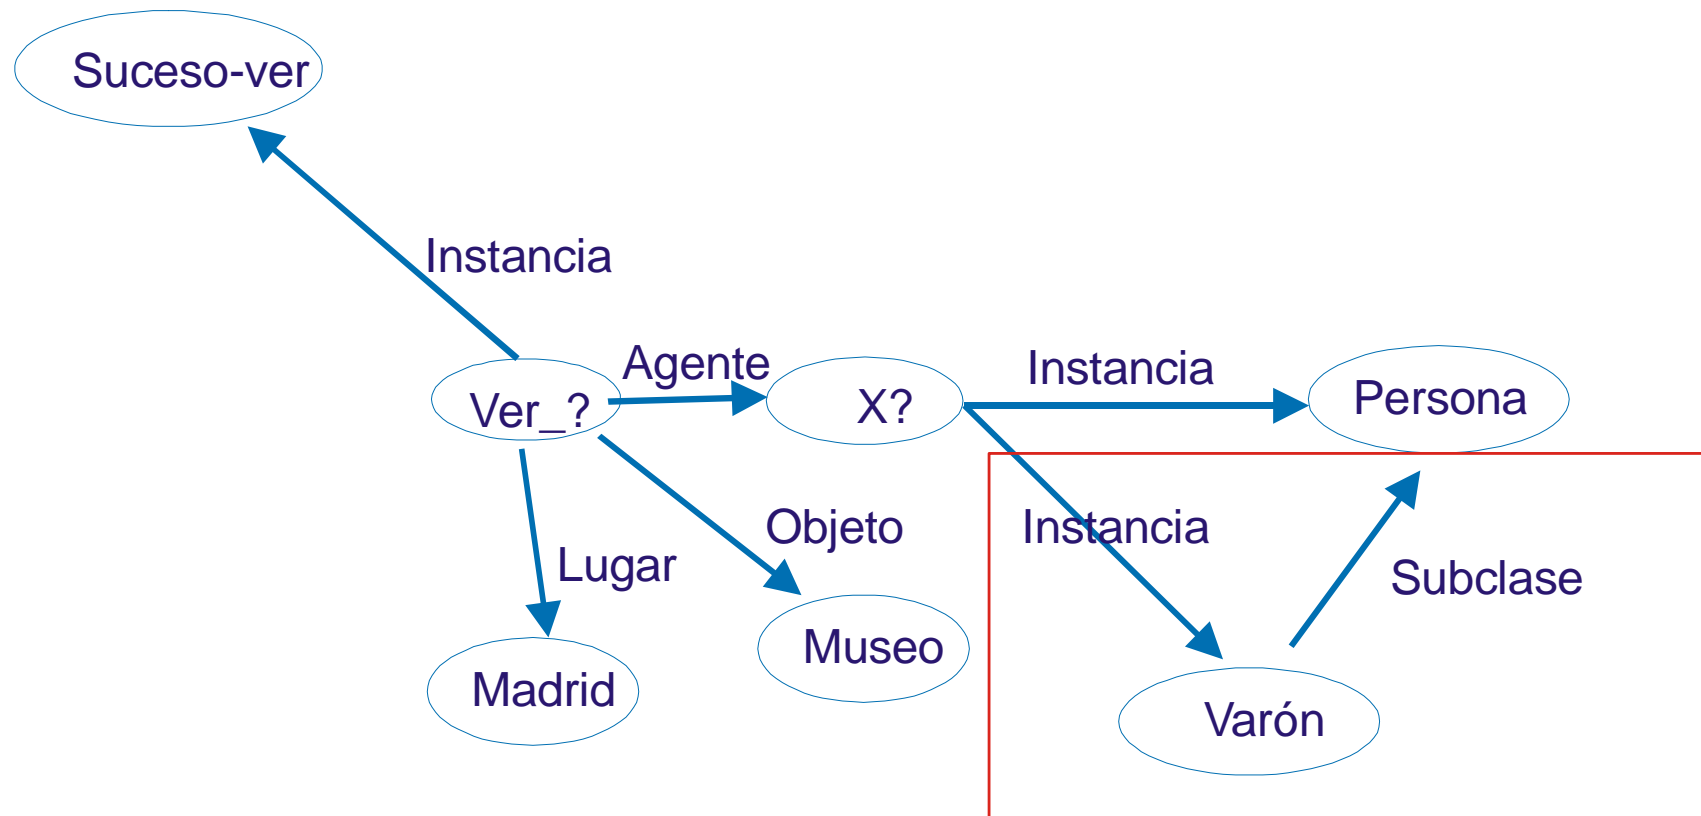 Suceso-ver
Instancia
Agente
Instancia
Ver_?
X?
Persona
Objeto
Instancia
Lugar
Subclase
Madrid
Museo
Varón